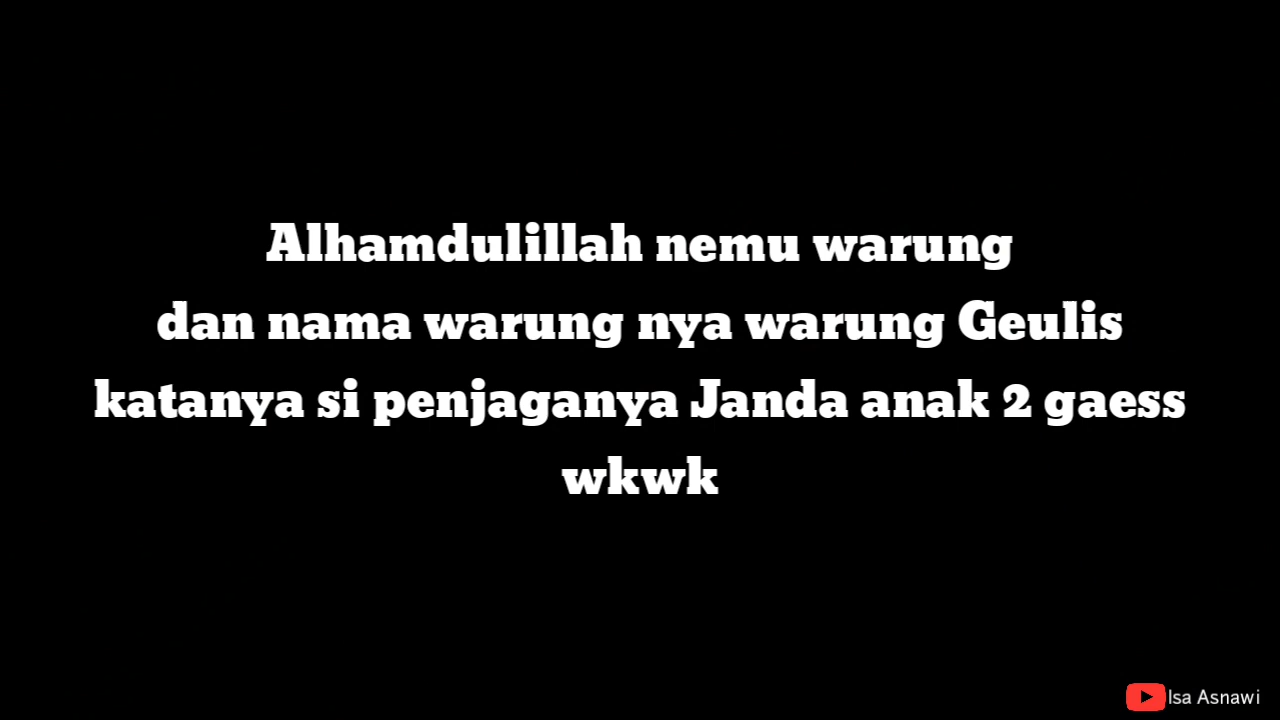 Alhamdulillah nemu warung
dan nama warung nya warung Geulis
katanya si penjaganya Janda anak 2 gaess
wkwk
Isa Asnawi